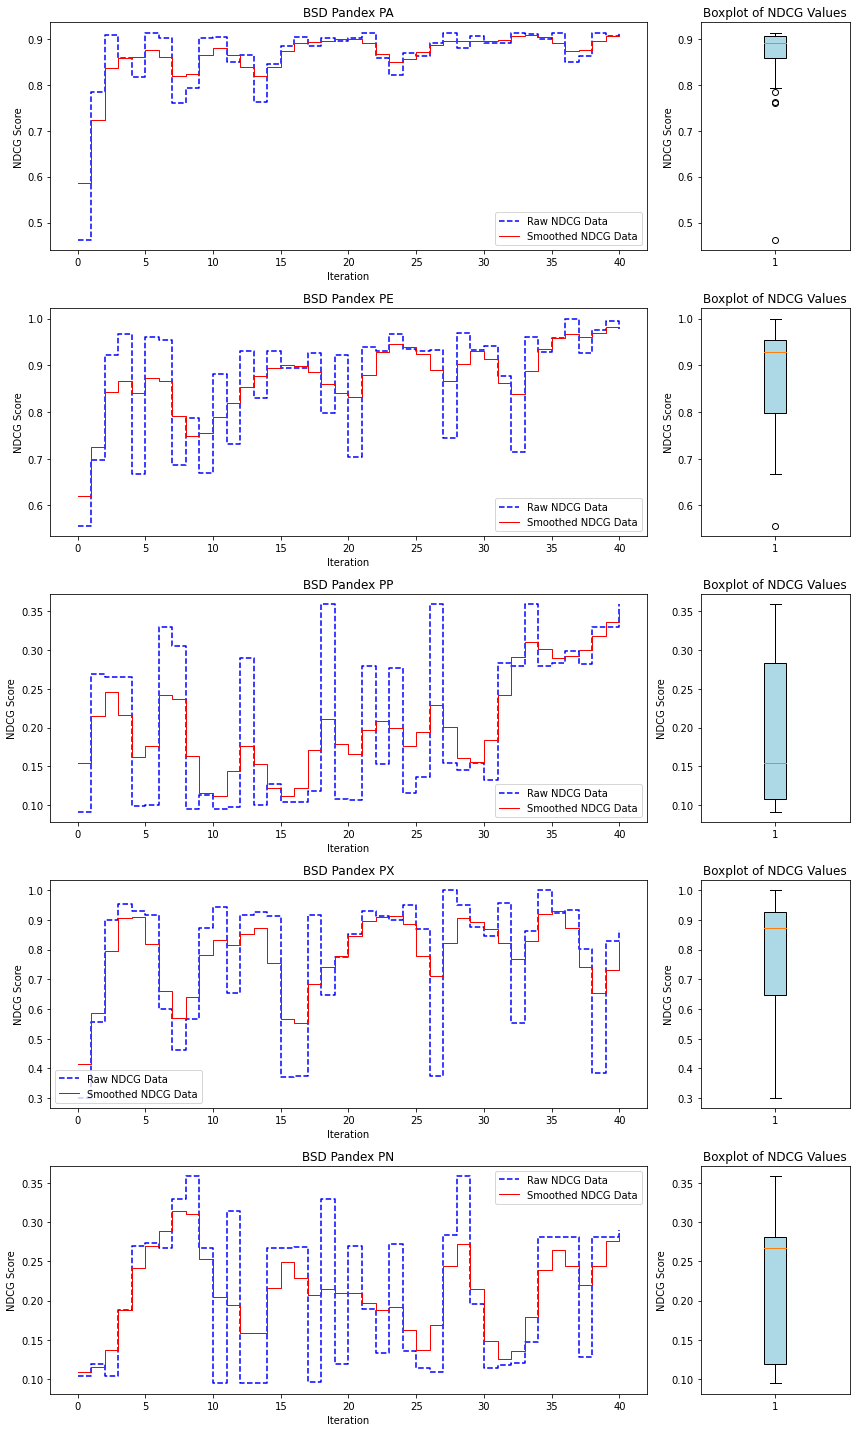 BSD Pandex PA
Boxplot of NDCG Values
NDCG Score
0.9
0.8
0.7
0.6
0.5
Raw NDCG Data
Smoothed NDCG Data
0 5 10 15 20 25 30 35 40
Iteration
NDCG Score
0.9
0.8
0.7
0.6
0.5
1
BSD Pandex PE
Boxplot of NDCG Values
NDCG Score
1.0
0.9
0.8
0.7
0.6
Raw NDCG Data
Smoothed NDCG Data
0 5 10 15 20 25 30 35 40
Iteration
NDCG Score
1.0
0.9
0.8
0.7
0.6
1
BSD Pandex PP
Boxplot of NDCG Values
NDCG Score
0.35
0.30
0.25
0.20
0.15
0.10
Raw NDCG Data
Smoothed NDCG Data
0 5 10 15 20 25 30 35 40
Iteration
NDCG Score
0.35
0.30
0.25
0.20
0.15
0.10
1
BSD Pandex PX
Boxplot of NDCG Values
NDCG Score
1.0
0.9
0.8
0.7
0.6
0.5
0.4
0.3
Raw NDCG Data
Smoothed NDCG Data
0 5 10 15 20 25 30 35 40
Iteration
NDCG Score
1.0
0.9
0.8
0.7
0.6
0.5
0.4
0.3
1
BSD Pandex PN
Boxplot of NDCG Values
NDCG Score
0.35
0.30
0.25
0.20
0.15
0.10
Raw NDCG Data
Smoothed NDCG Data
0 5 10 15 20 25 30 35 40
Iteration
NDCG Score
0.35
0.30
0.25
0.20
0.15
0.10
1